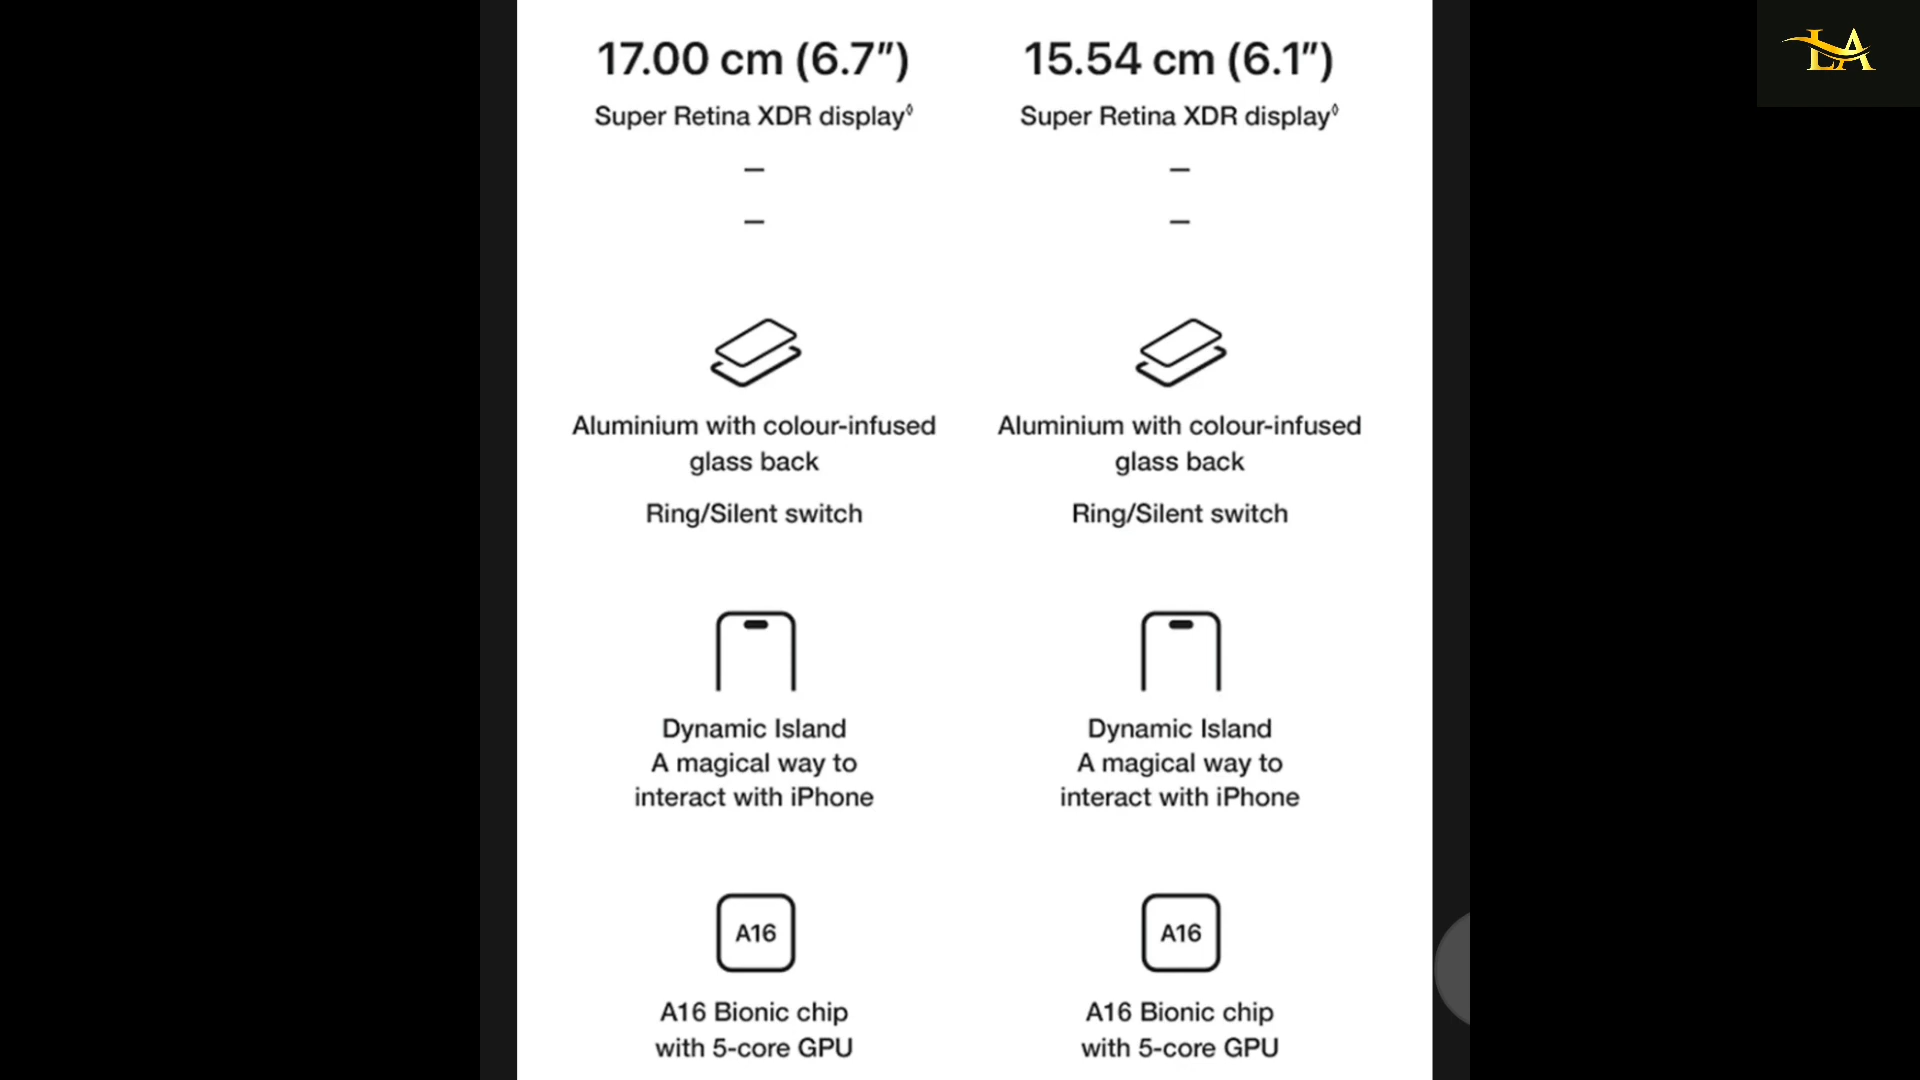 LA
17.00 cm (6.7″) 15.54 cm (6.1″)
Super Retina XDR display◊ Super Retina XDR display◊
– –
– –
Aluminium with colour-infused Aluminium with colour-infused
glass back glass back
Ring/Silent switch Ring/Silent switch
Dynamic Island Dynamic Island
A magical way to A magical way to
interact with iPhone interact with iPhone
A16 A16
A16 Bionic chip A16 Bionic chip
with 5-core GPU with 5-core GPU